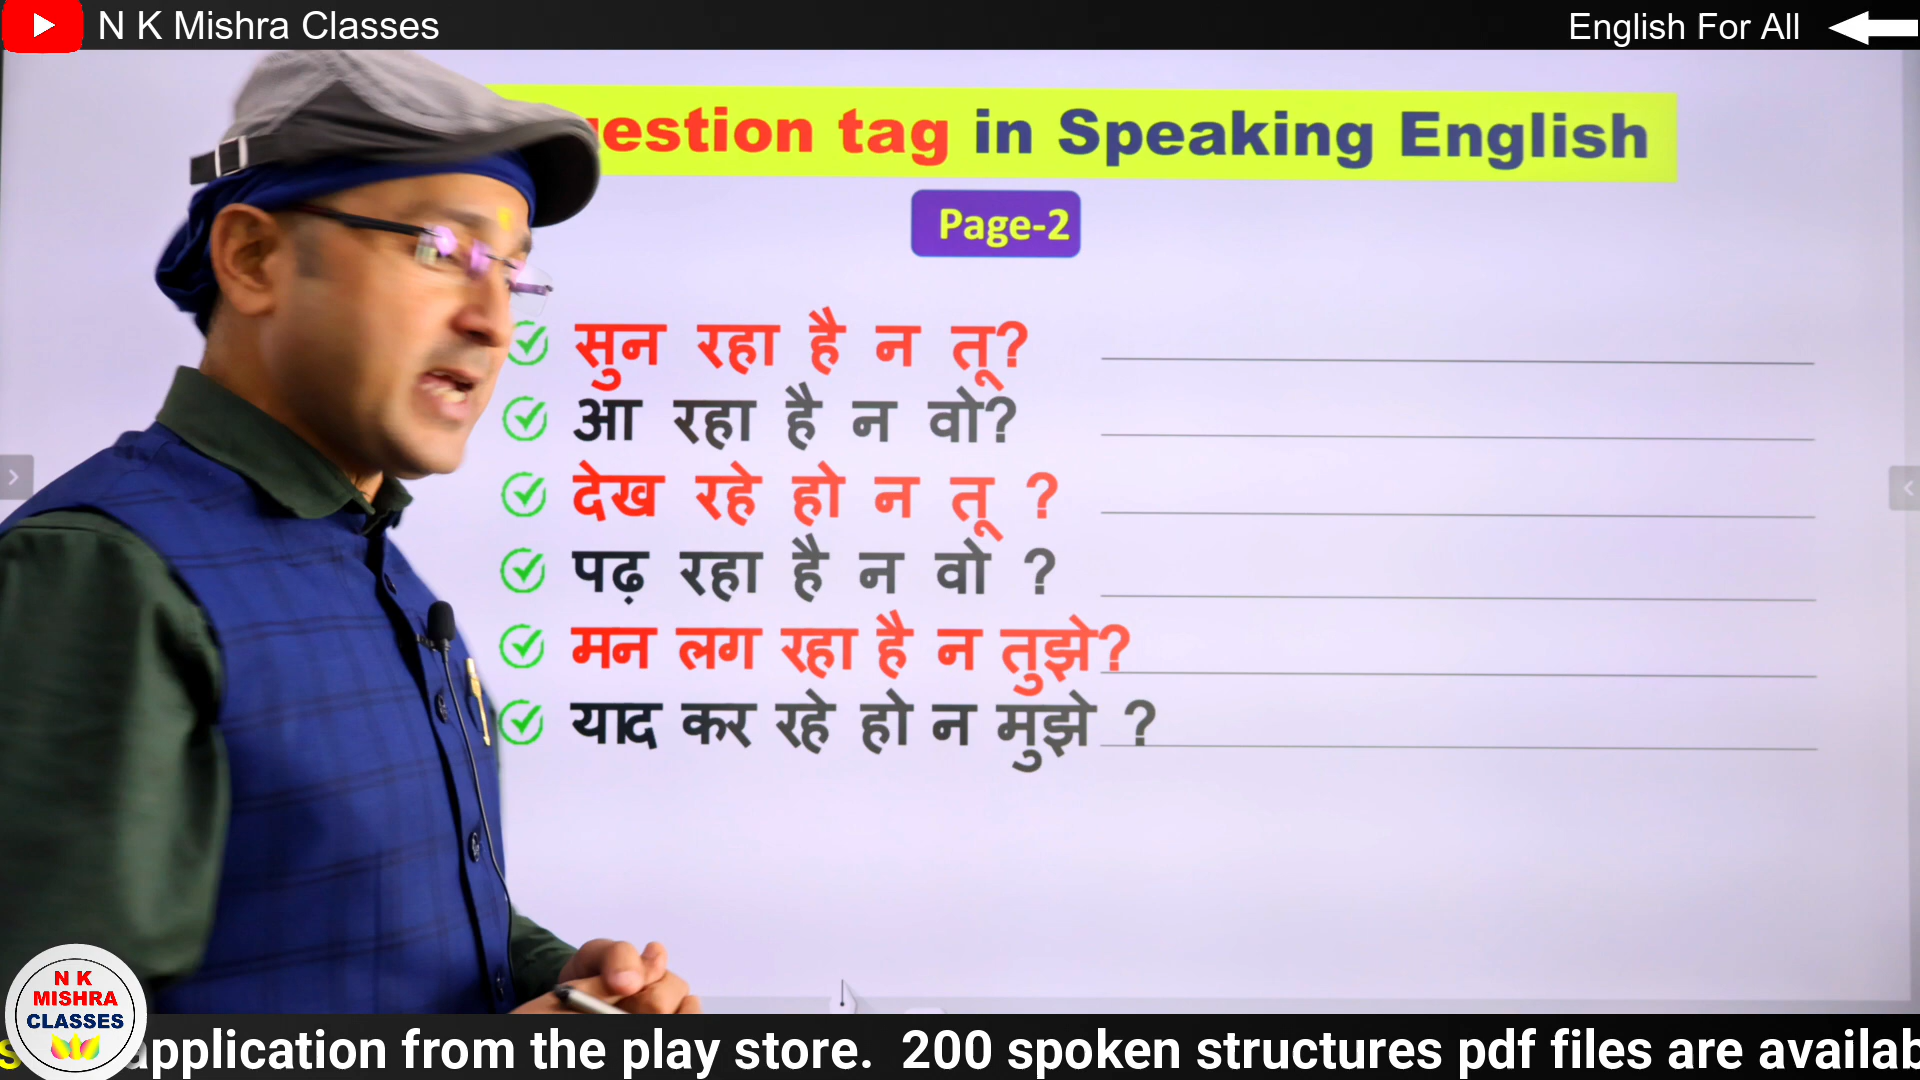 N K Mishra Classes
English For All
estion tag in Speaking English
Page-2
सुन रहा है न तू?
आ रहा है न वो?
देख रहे हो न तू ?
पढ़ रहा है न वो ?
मन लग रहा है न तुझे?
याद कर रहे हो न मुझे ?
N K
MISHRA
CLASSES
application from the play store. 200 spoken structures pdf files are availab